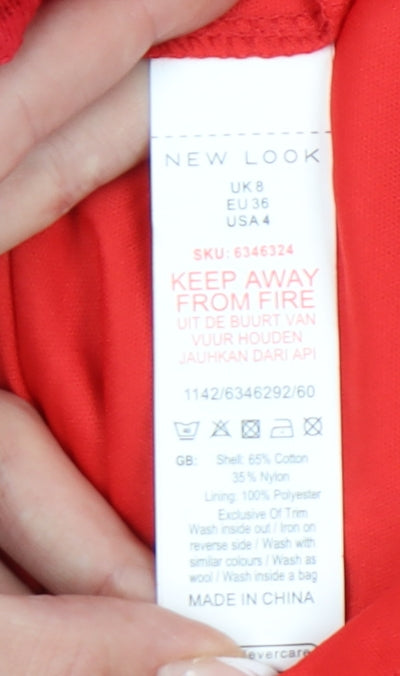 NEW LOOK
UK 8
EU 36
USA 4
SKU: 6346324
KEEP AWAY
FROM FIRE
UIT DE BUURT VAN
VUUR HOUDEN
JAUHKAN DARI API
1142/6346292/60
GB: Shell: 65% Cotton
35% Nylon
Lining: 100% Polyester
Exclusive Of Trim
Wash inside out / Iron on
reverse side / Wash with
similar colours / Wash as
wool / Wash inside a bag
MADE IN CHINA